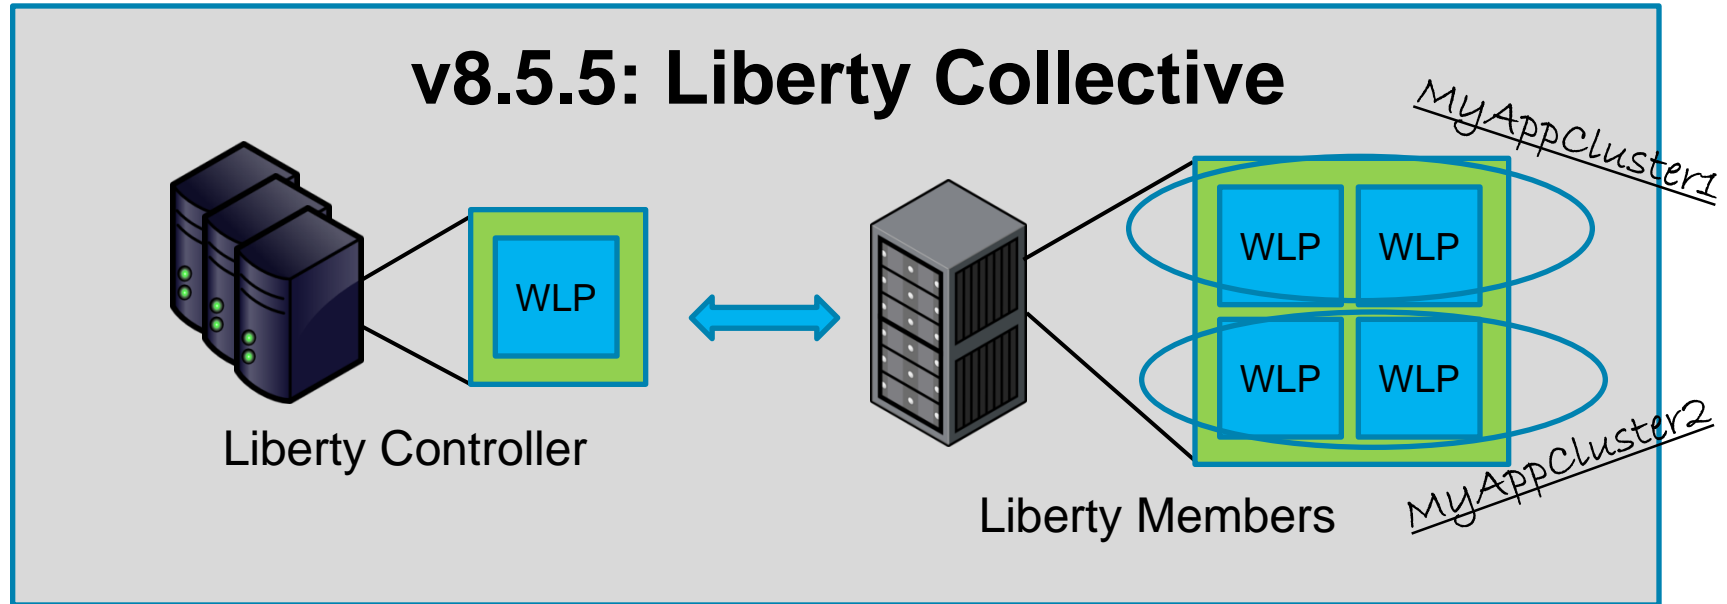 v8.5.5: Liberty Collective
MyAppCluster1
WLP
WLP WLP
WLP WLP
Liberty Controller
Liberty Members
MyAppCluster2